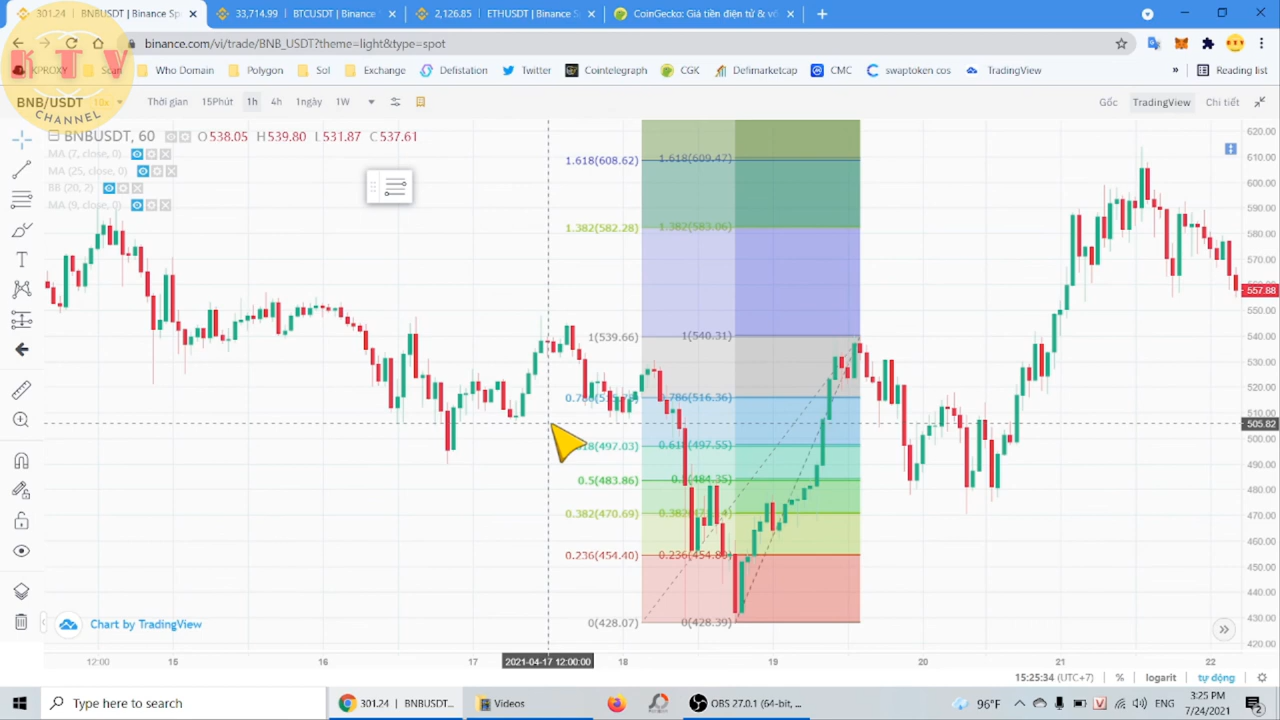 301.24 | BNBUSDT | Binance Sp
33,714.99 | BTCUSDT | Binance
2,126.85 | ETHUSDT | Binance S
CoinGecko: Giá tiền điện tử & vố
binance.com/vi/trade/BNB_USDT?theme=light&type=spot
KPROXY
Scan
Who Domain
Polygon
Sol
Exchange
Defistation
Twitter
Cointelegraph
CGK
Defimarketcap
CMC
swaptoken cos
TradingView
»
Reading list
KTV
CHANNEL
BNB/USDT 10x
Thời gian 15Phút 1h 4h 1ngày 1W
Gốc TradingView Chi tiết
BNBUSDT, 60 O538.05 H539.80 L531.87 C537.61
MA (7, close, 0)
MA (25, close, 0)
BB (20, 2)
MA (9, close, 0)
1.618(608.62) 1.618(609.47)
1.382(582.28) 1.382(583.06)
1(539.66) 1(540.31)
0.786(516.36)
0.618(497.55)
0.5(483.86)
0.382(470.69)
0.236(454.40)
0(428.07) 0(428.39)
620.00
610.00
600.00
590.00
580.00
570.00
557.88
550.00
540.00
530.00
520.00
510.00
505.82
500.00
490.00
480.00
470.00
460.00
450.00
440.00
430.00
420.00
Chart by TradingView
12:00 15 16 17 2021-04-17 12:00:00 18 19 20 21 22
15:25:34 (UTC+7) % logarit tự động
Type here to search
301.24 | BNBUSDT
Videos
OBS 27.0.1 (64-bit, ...
96°F
ENG
3:25 PM
7/24/2021
2